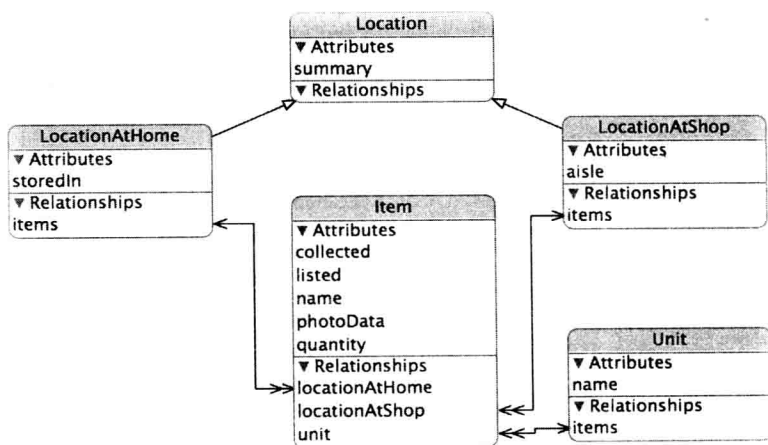 Location
▼ Attributes
summary
▼ Relationships
LocationAtHome
▼ Attributes
storedIn
▼ Relationships
items
LocationAtShop
▼ Attributes
aisle
▼ Relationships
items
Item
▼ Attributes
collected
listed
name
photoData
quantity
▼ Relationships
locationAtHome
locationAtShop
unit
Unit
▼ Attributes
name
▼ Relationships
items